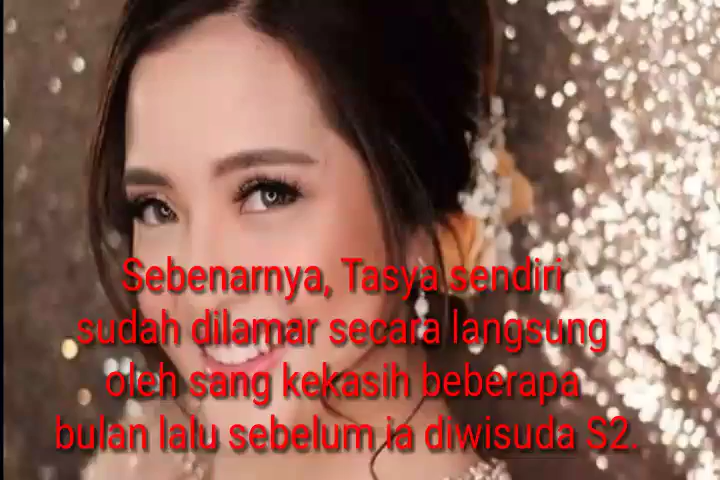 Sebenarnya, Tasya sendiri
sudah dilamar secara langsung
oleh sang kekasih beberapa
bulan lalu sebelum ia diwisuda S2.